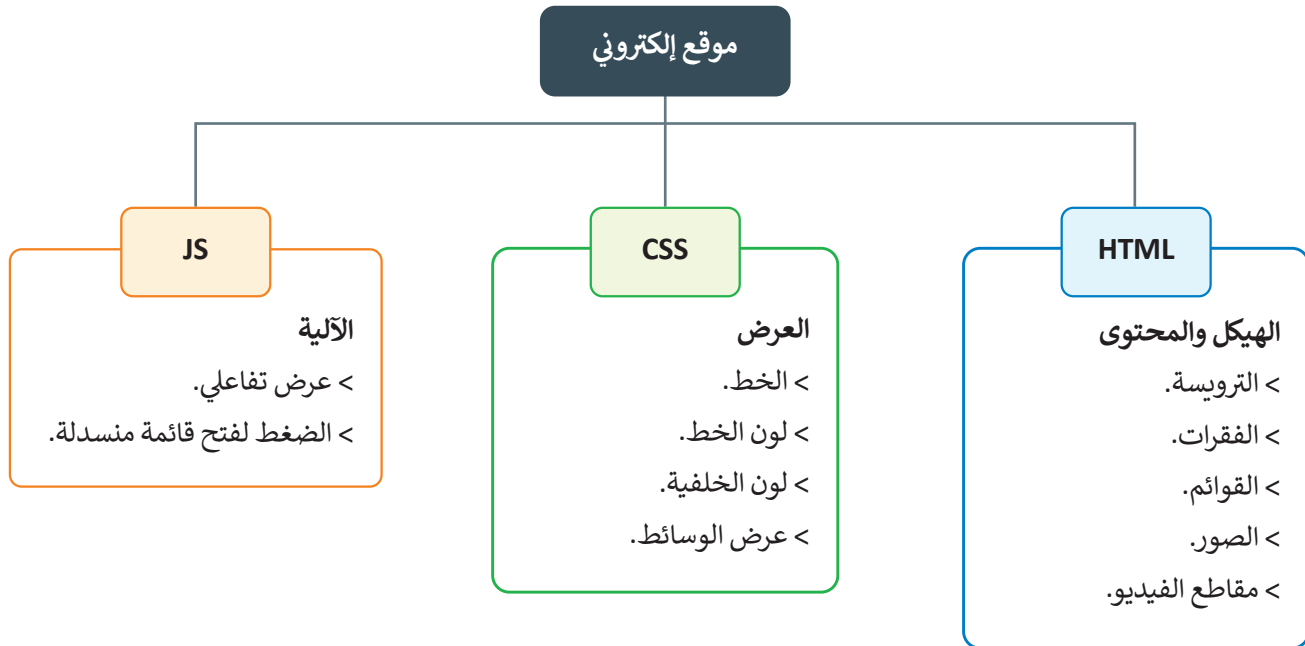 موقع إلكتروني
HTML
الهيكل والمحتوى
> الترويسة.
> الفقرات.
> القوائم.
> الصور.
> مقاطع الفيديو.
CSS
العرض
> الخط.
> لون الخط.
> لون الخلفية.
> عرض الوسائط.
JS
الآلية
> عرض تفاعلي.
> الضغط لفتح قائمة منسدلة.